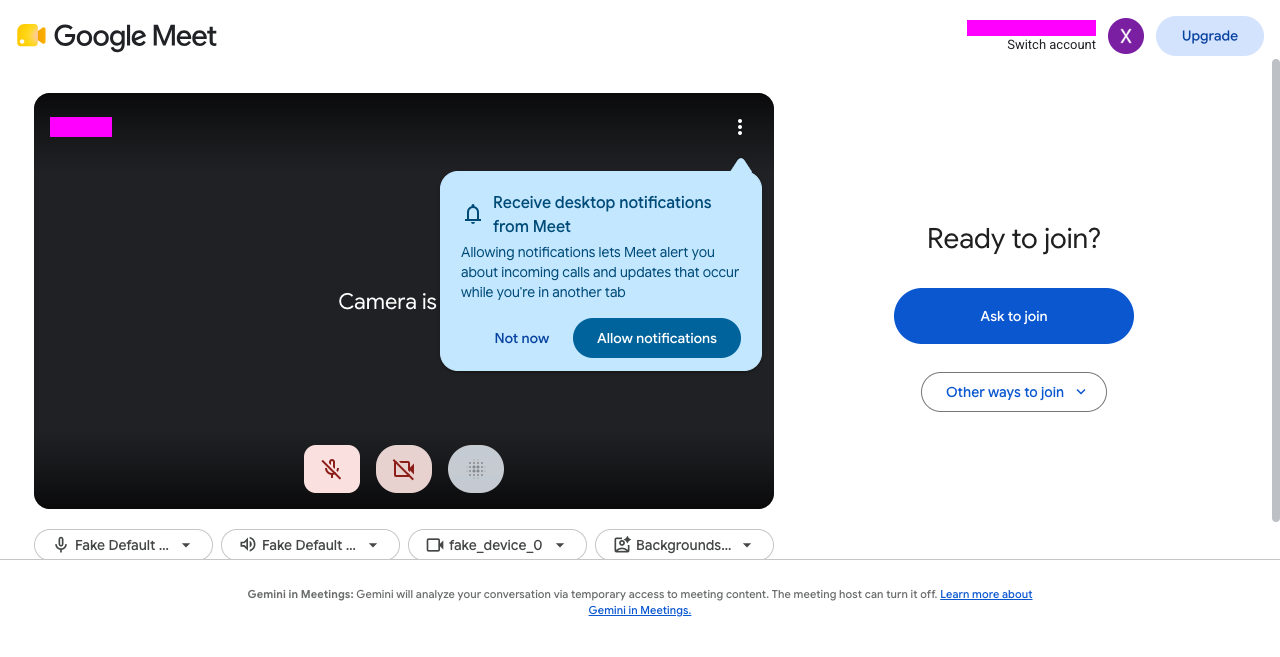 Google Meet
Switch account
X
Upgrade
Camera is
Receive desktop notifications
from Meet
Allowing notifications lets Meet alert you
about incoming calls and updates that occur
while you're in another tab
Not now
Allow notifications
Ready to join?
Ask to join
Other ways to join
Fake Default ...
Fake Default ...
fake_device_0
Backgrounds...
Gemini in Meetings: Gemini will analyze your conversation via temporary access to meeting content. The meeting host can turn it off. Learn more about
Gemini in Meetings.